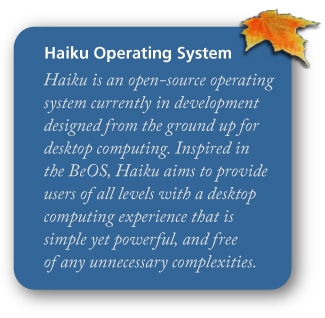 Haiku Operating System
Haiku is an open-source operating
system currently in development
designed from the ground up for
desktop computing. Inspired in
the BeOS, Haiku aims to provide
users of all levels with a desktop
computing experience that is
simple yet powerful, and free
of any unnecessary complexities.